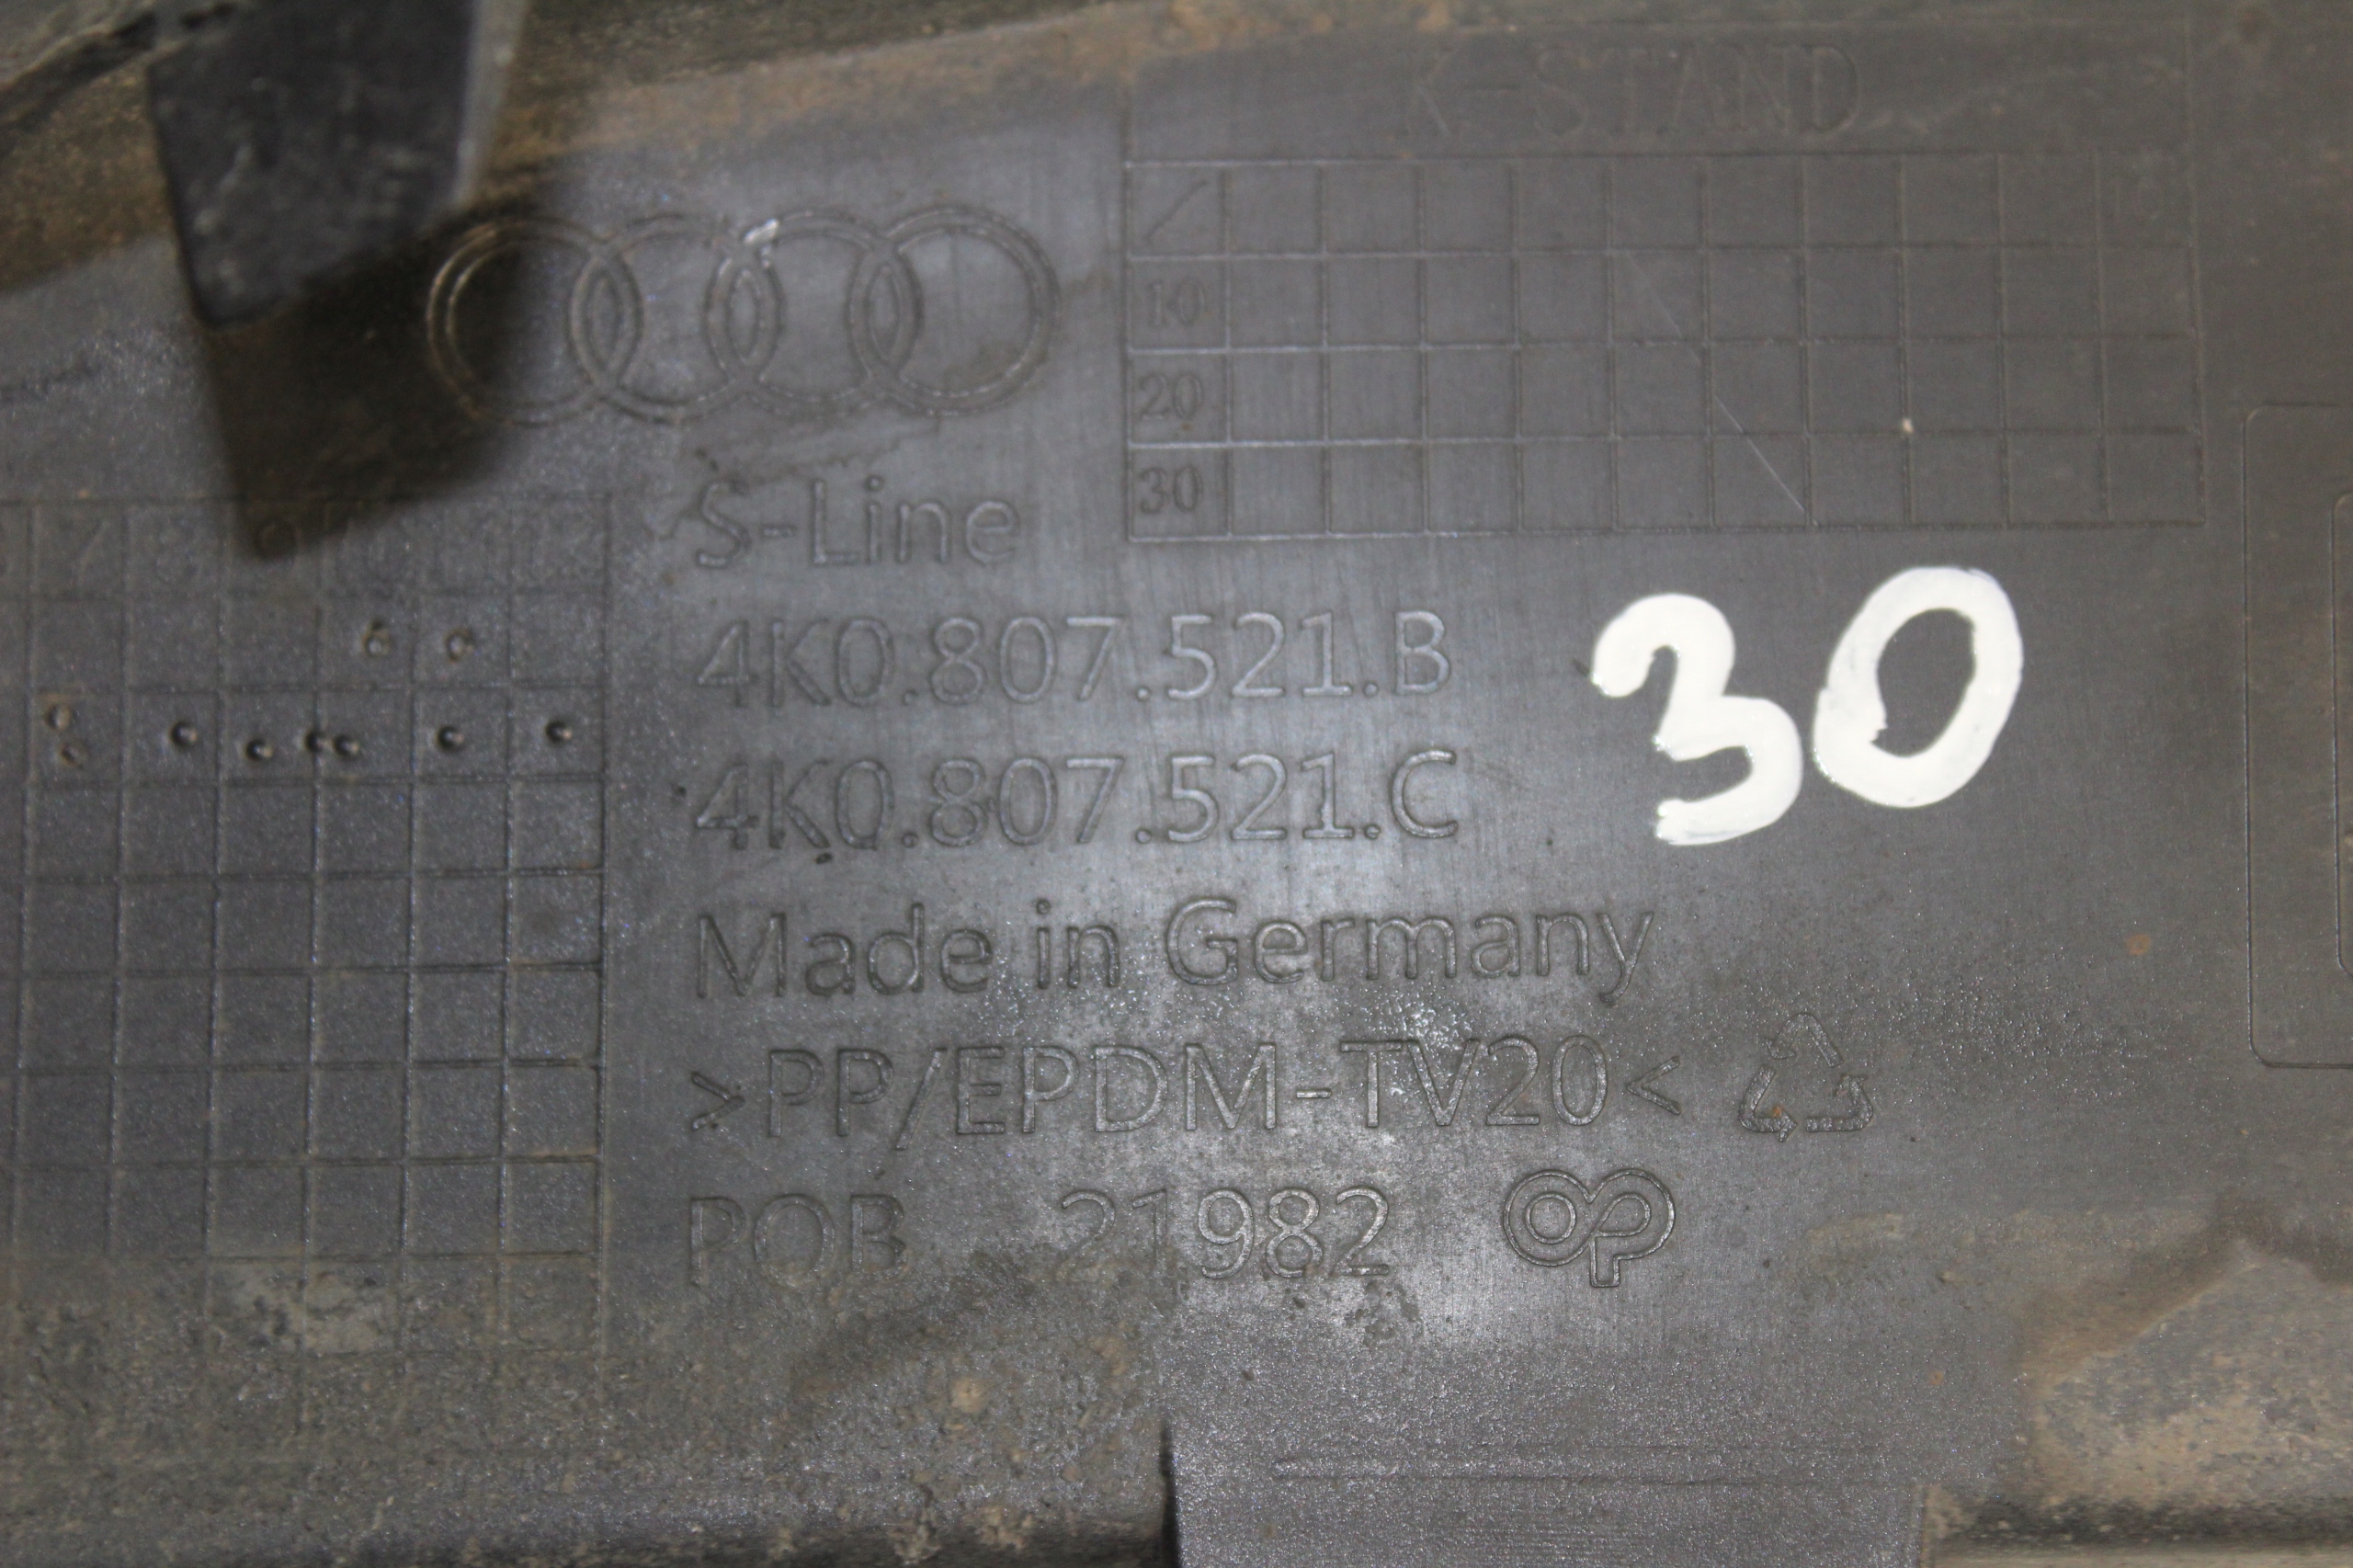 K-STAND
10
20
30
S-Line
4K0.807.521.B
4K0.807.521.C
30
Made in Germany
>PP/EPDM-TV20<
POB 21982